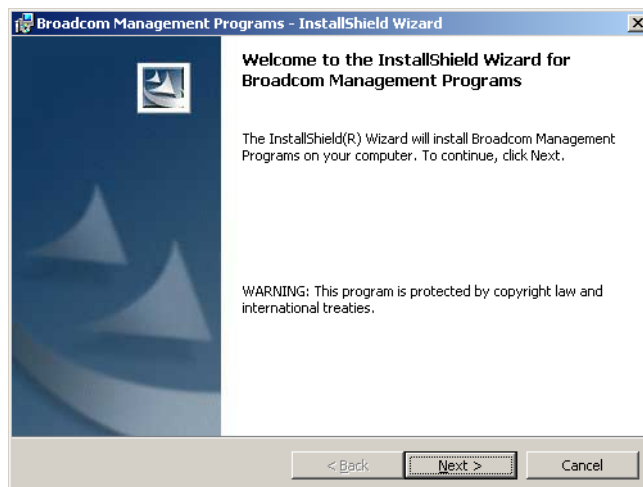 Broadcom Management Programs - InstallShield Wizard
Welcome to the InstallShield Wizard for
Broadcom Management Programs
The InstallShield(R) Wizard will install Broadcom Management
Programs on your computer. To continue, click Next.
WARNING: This program is protected by copyright law and
international treaties.
< Back Next > Cancel